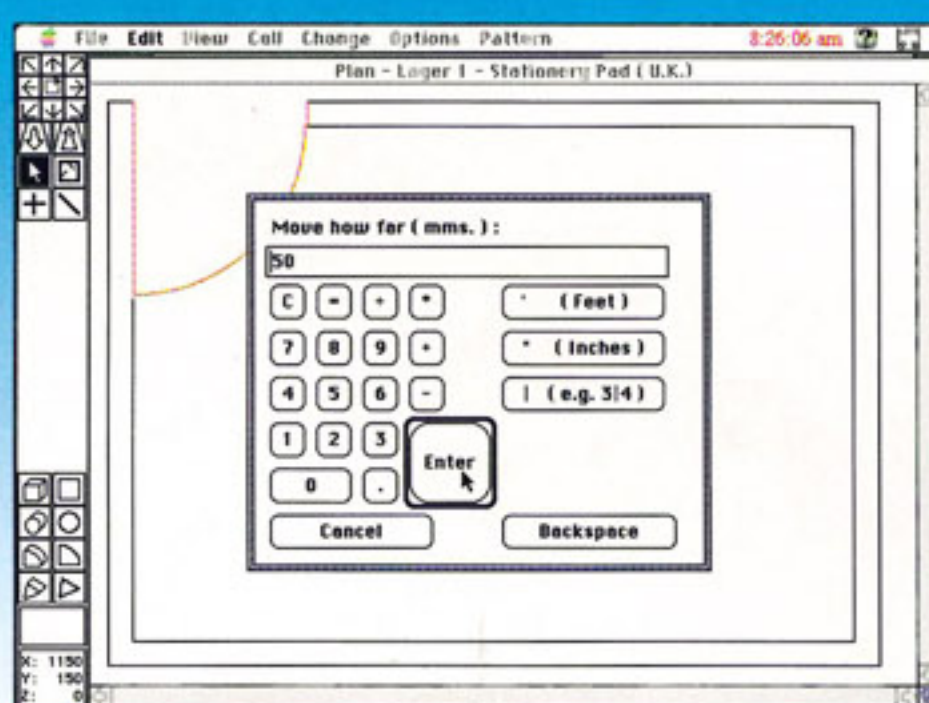 File Edit View Call Change Options Pattern 8:26:06 am
Plan - Layer 1 - Stationery Pad ( U.K.)
Move how far ( mms. ) :
50
C = ÷ * ' ( Feet )
7 8 9 + " ( Inches )
4 5 6 - | ( e.g. 3|4 )
1 2 3
Enter
0 .
Cancel Backspace
X: 1150
Y: 150
Z: 0